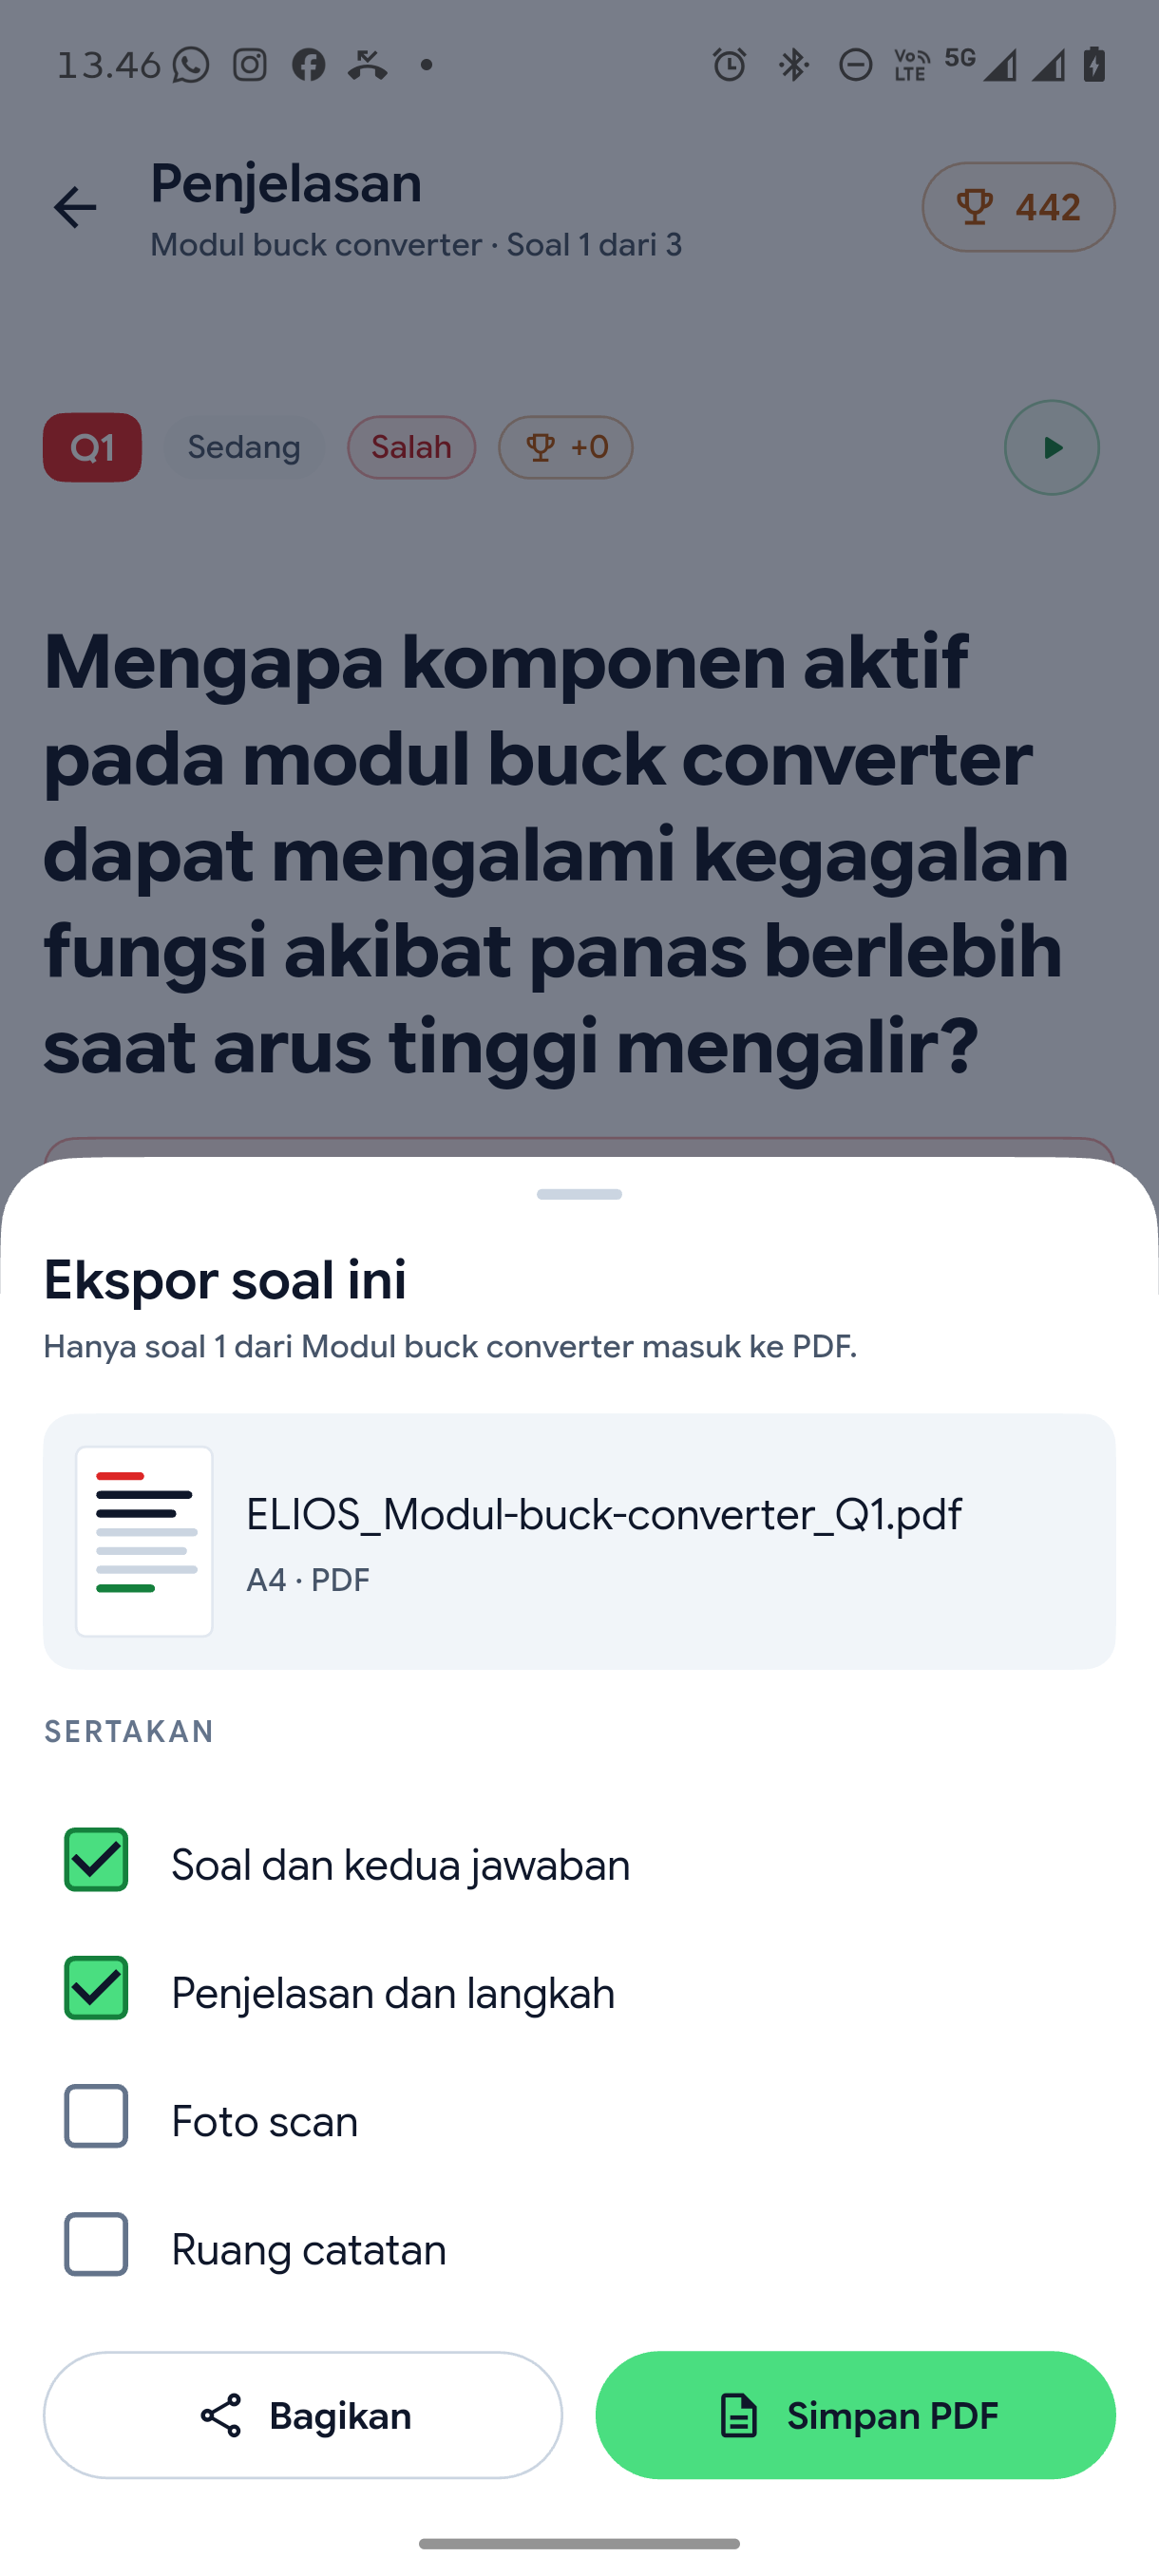 13.46
Vo LTE 5G
Penjelasan
Modul buck converter · Soal 1 dari 3
442
Q1 Sedang Salah +0
Mengapa komponen aktif
pada modul buck converter
dapat mengalami kegagalan
fungsi akibat panas berlebih
saat arus tinggi mengalir?
Ekspor soal ini
Hanya soal 1 dari Modul buck converter masuk ke PDF.
ELIOS_Modul-buck-converter_Q1.pdf
A4 · PDF
SERTAKAN
Soal dan kedua jawaban
Penjelasan dan langkah
Foto scan
Ruang catatan
Bagikan
Simpan PDF